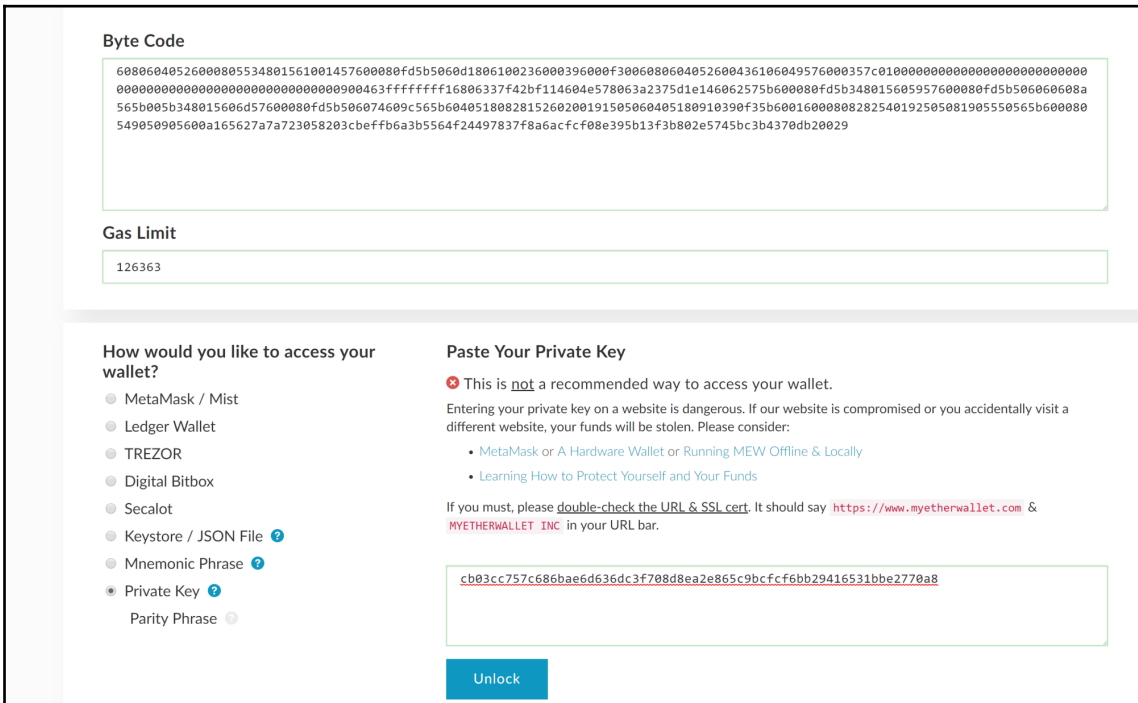 Byte Code
60806040526000805534801561001457600080fd5b5060d1806100236000396000f3006080604052600436106049576000357c0100000000000000000000000000
000000000000000000000000000000900463ffffffff16806337f42bf114604e578063a2375d1e146062575b600080fd5b348015605957600080fd5b506060608a
565b005b348015606d57600080fd5b506074609c565b6040518082815260200191505060405180910390f35b60016000808282540192505081905550565b600080
549050905600a165627a7a723058203cbeffb6a3b5564f24497837f8a6acfcf08e395b13f3b802e5745bc3b4370db20029
Gas Limit
126363
How would you like to access your
wallet?
MetaMask / Mist
Ledger Wallet
TREZOR
Digital Bitbox
Secalot
Keystore / JSON File ?
Mnemonic Phrase ?
Private Key ?
Parity Phrase ?
Paste Your Private Key
This is not a recommended way to access your wallet.
Entering your private key on a website is dangerous. If our website is compromised or you accidentally visit a
different website, your funds will be stolen. Please consider:
• MetaMask or A Hardware Wallet or Running MEW Offline & Locally
• Learning How to Protect Yourself and Your Funds
If you must, please double-check the URL & SSL cert. It should say https://www.myetherwallet.com &
MYETHERWALLET INC in your URL bar.
cb03cc757c686bae6d636dc3f708d8ea2e865c9bcfcf6bb29416531bbe2770a8
Unlock